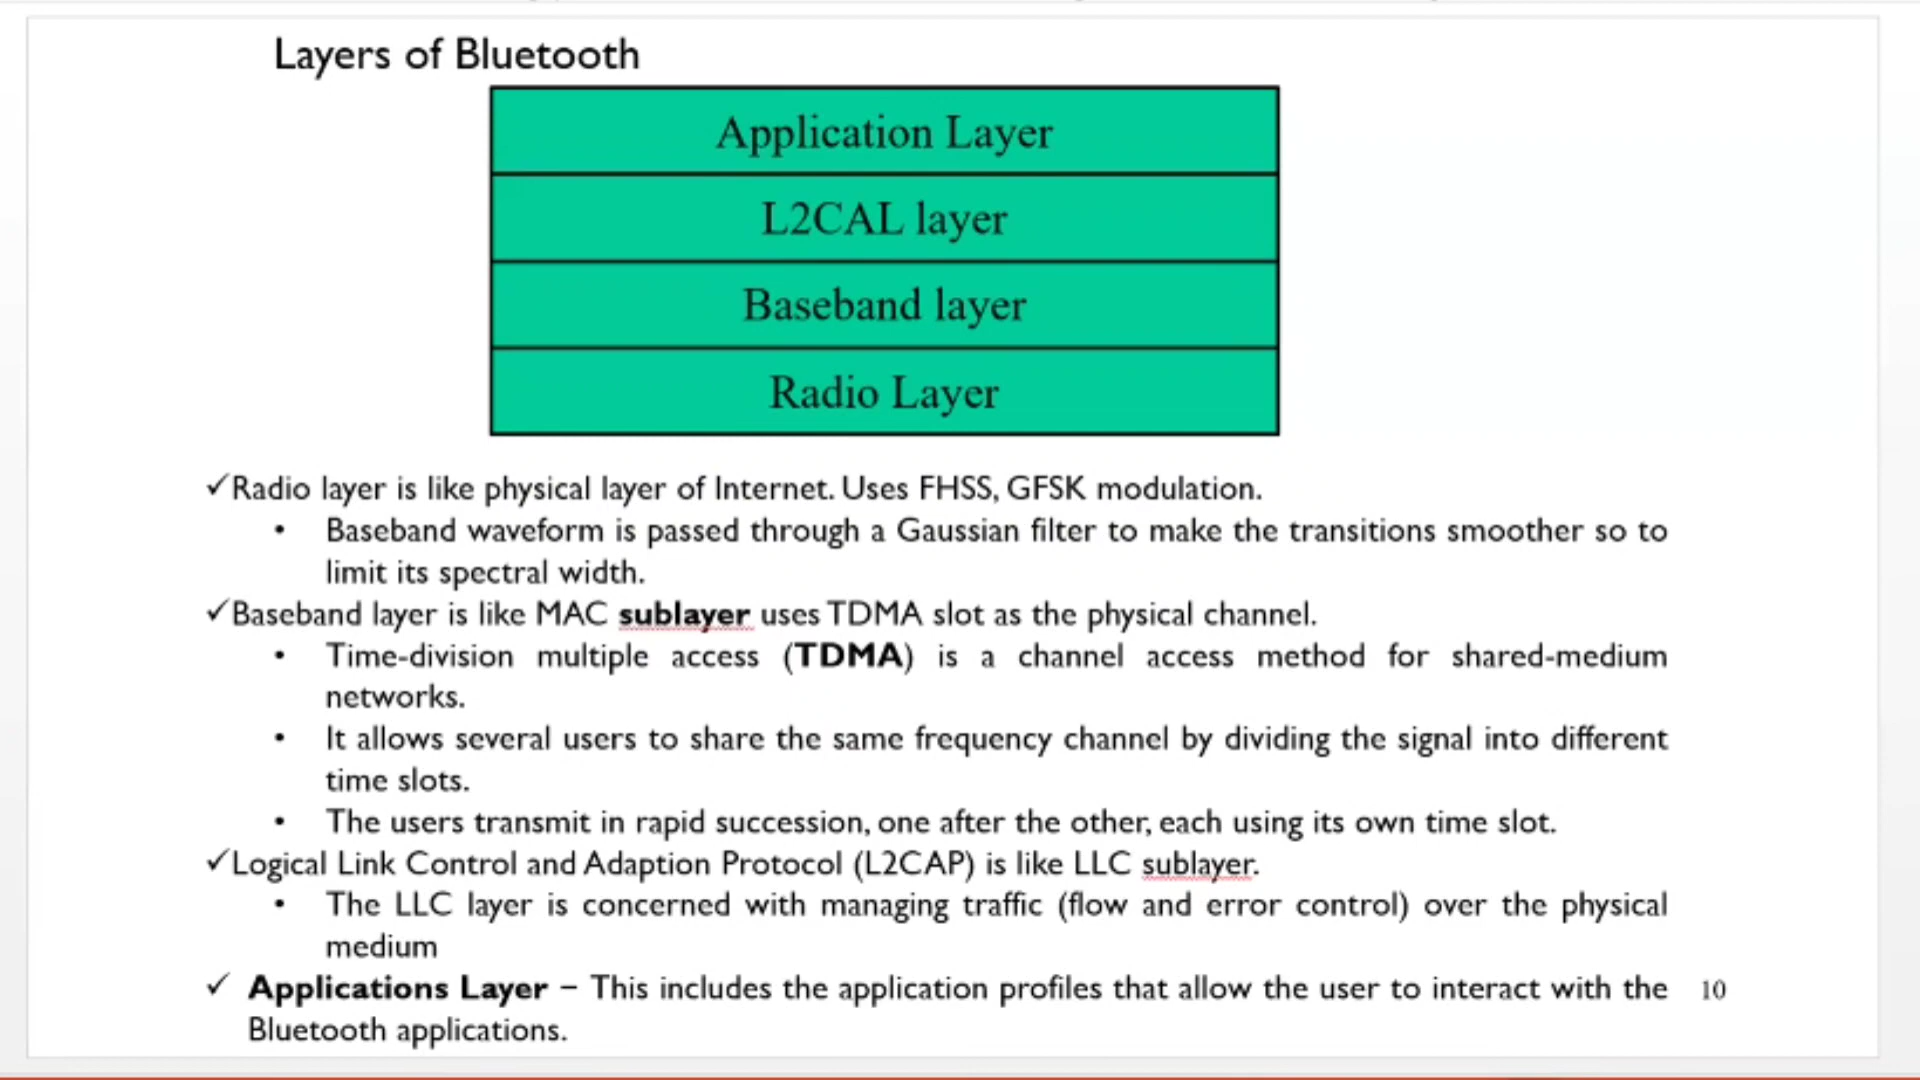 Layers of Bluetooth
Application Layer
L2CAL layer
Baseband layer
Radio Layer
✓Radio layer is like physical layer of Internet. Uses FHSS, GFSK modulation.
• Baseband waveform is passed through a Gaussian filter to make the transitions smoother so to
limit its spectral width.
✓Baseband layer is like MAC sublayer uses TDMA slot as the physical channel.
• Time-division multiple access (TDMA) is a channel access method for shared-medium
networks.
• It allows several users to share the same frequency channel by dividing the signal into different
time slots.
• The users transmit in rapid succession, one after the other, each using its own time slot.
✓Logical Link Control and Adaption Protocol (L2CAP) is like LLC sublayer.
• The LLC layer is concerned with managing traffic (flow and error control) over the physical
medium
✓ Applications Layer – This includes the application profiles that allow the user to interact with the
Bluetooth applications.
10